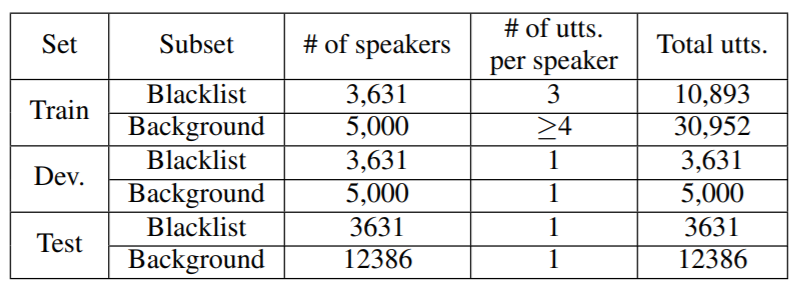 Set Subset # of speakers # of utts. per speaker Total utts.
Train Blacklist 3,631 3 10,893
Background 5,000 ≥4 30,952
Dev. Blacklist 3,631 1 3,631
Background 5,000 1 5,000
Test Blacklist 3631 1 3631
Background 12386 1 12386